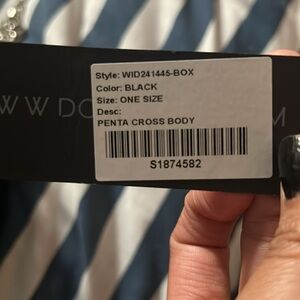 Style: WID241445-BOX
Color: BLACK
Size: ONE SIZE
Desc:
PENTA CROSS BODY
S1874582